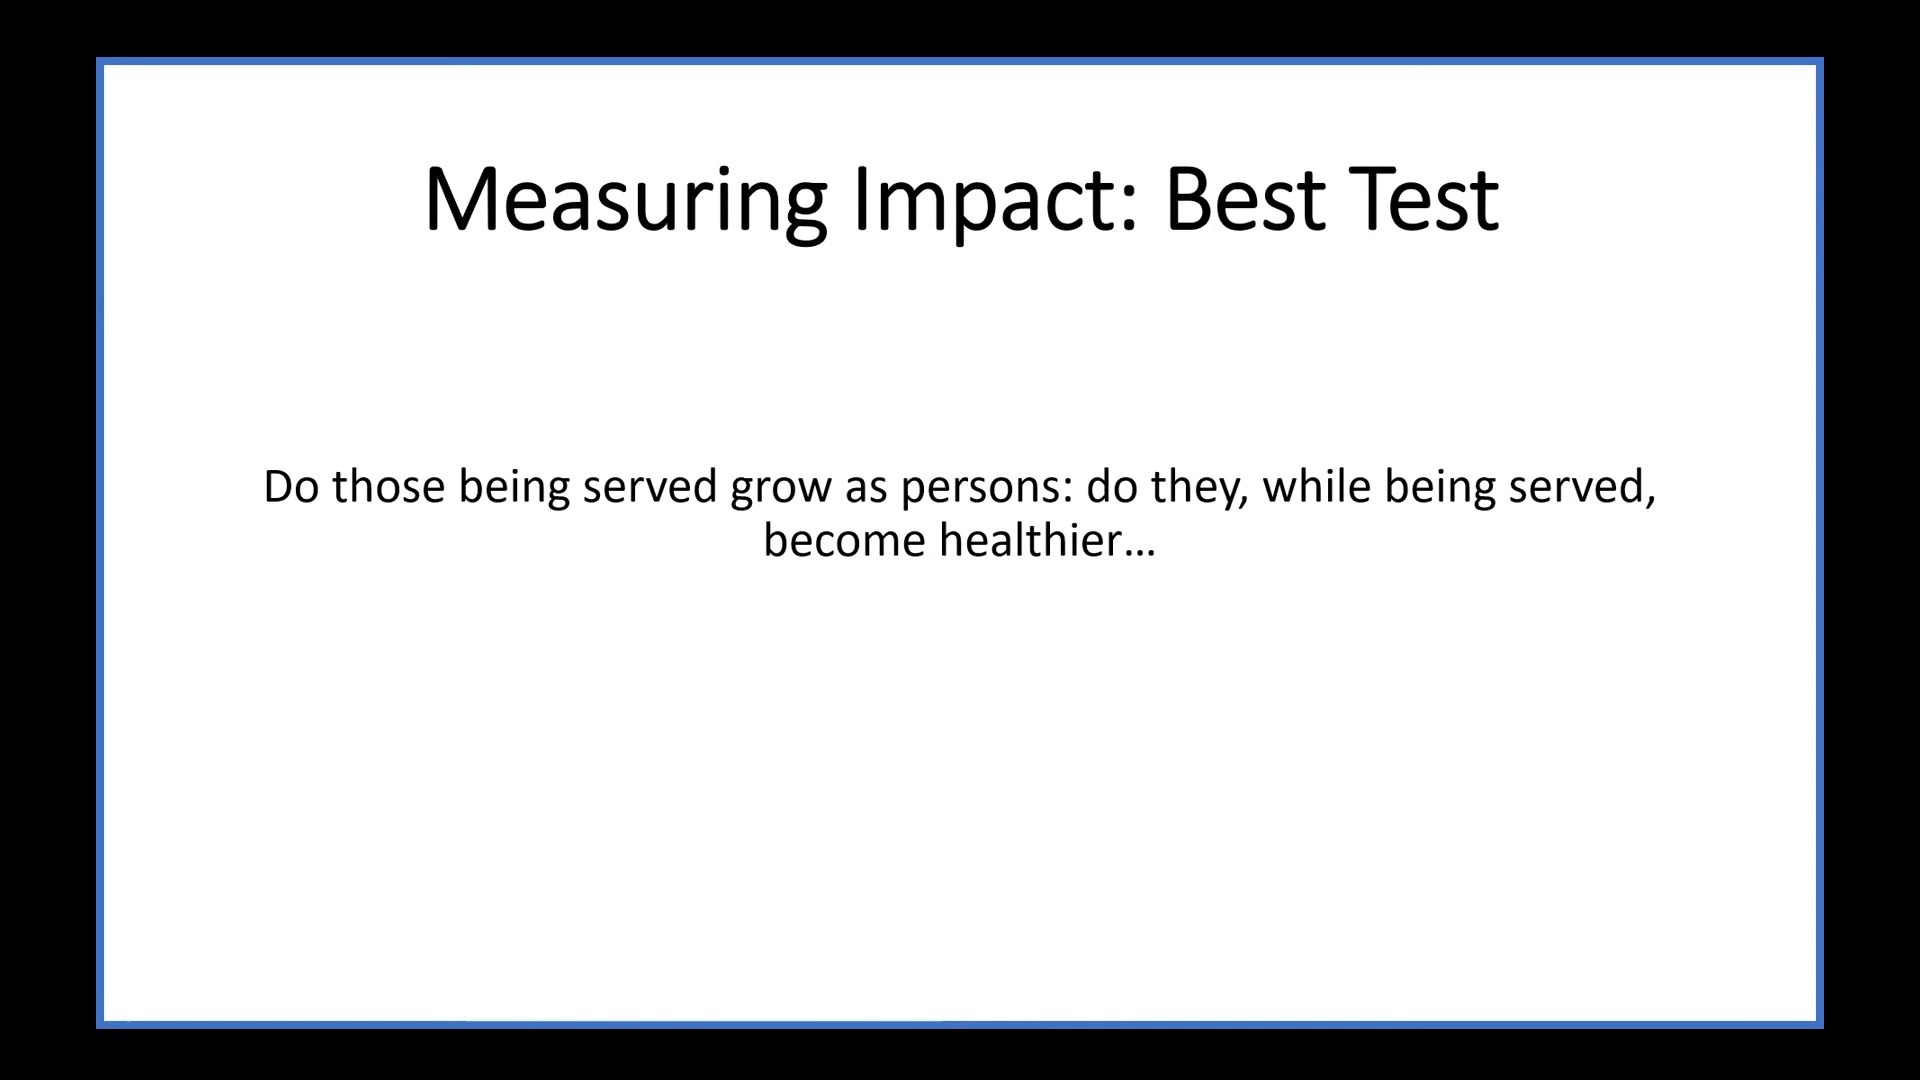 Measuring Impact: Best Test
Do those being served grow as persons: do they, while being served,
become healthier...